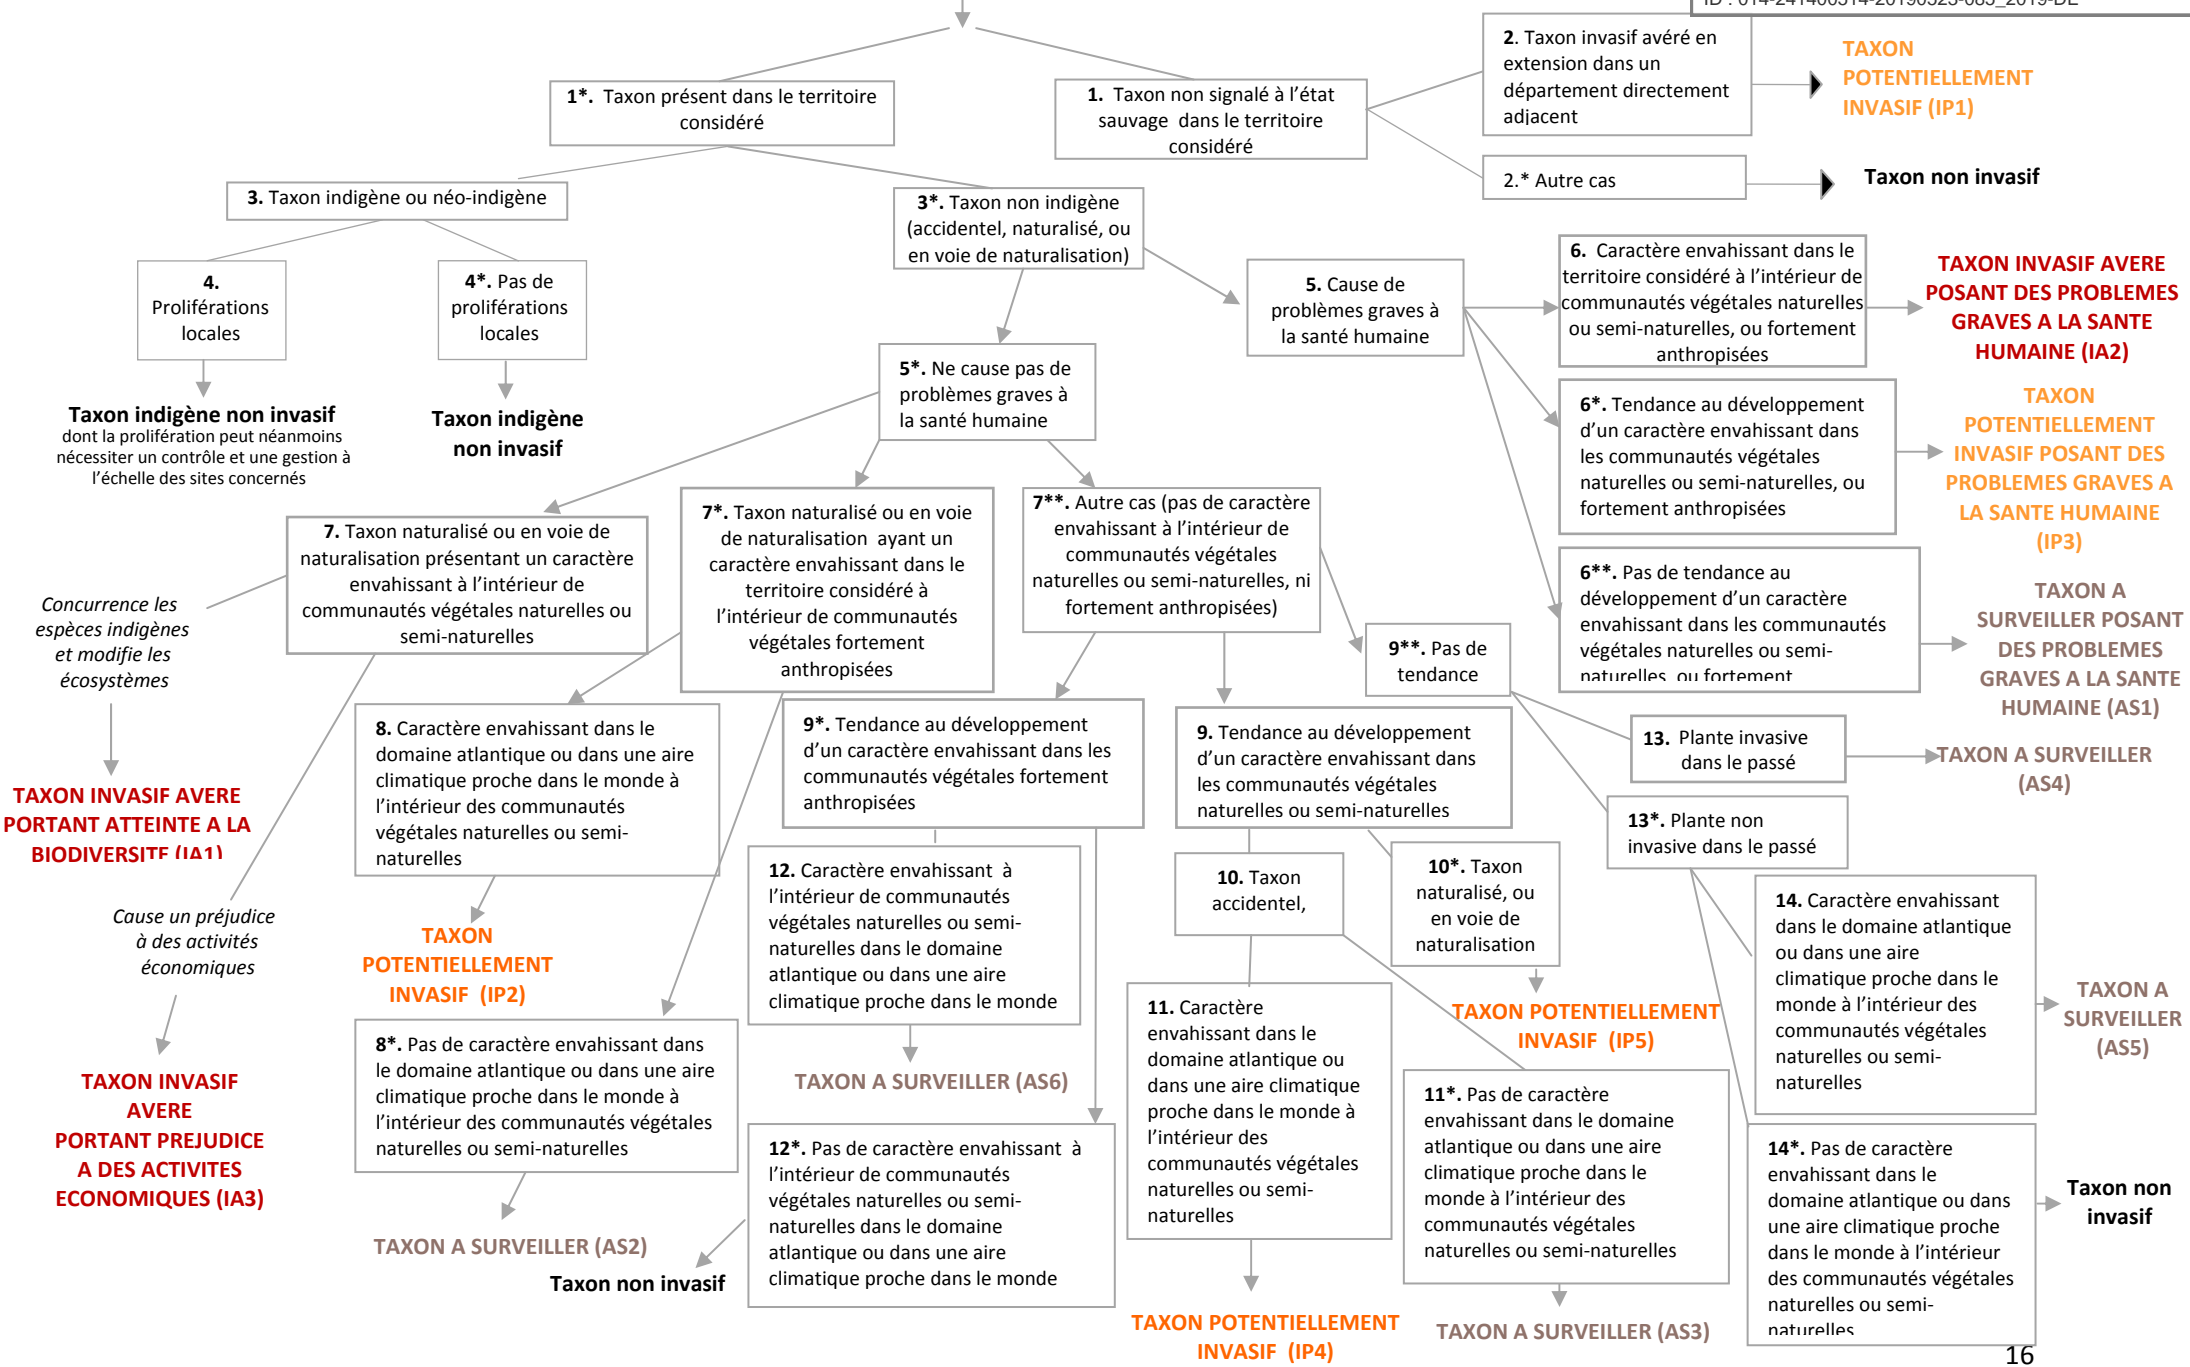 ID : 014-241400514-20190523-085_2019-DE
2. Taxon invasif avéré en
extension dans un
département directement
adjacent
TAXON
POTENTIELLEMENT
INVASIF (IP1)
1*. Taxon présent dans le territoire
considéré
1. Taxon non signalé à l’état
sauvage dans le territoire
considéré
2.* Autre cas
Taxon non invasif
3. Taxon indigène ou néo-indigène
3*. Taxon non indigène
(accidentel, naturalisé, ou
en voie de naturalisation)
4.
Proliférations
locales
4*. Pas de
proliférations
locales
5. Cause de
problèmes graves à
la santé humaine
6. Caractère envahissant dans le
territoire considéré à l’intérieur de
communautés végétales naturelles
ou semi-naturelles, ou fortement
anthropisées
TAXON INVASIF AVERE
POSANT DES PROBLEMES
GRAVES A LA SANTE
HUMAINE (IA2)
5*. Ne cause pas de
problèmes graves à
la santé humaine
Taxon indigène non invasif
dont la prolifération peut néanmoins
nécessiter un contrôle et une gestion à
l’échelle des sites concernés
Taxon indigène
non invasif
6*. Tendance au développement
d’un caractère envahissant dans
les communautés végétales
naturelles ou semi-naturelles, ou
fortement anthropisées
TAXON
POTENTIELLEMENT
INVASIF POSANT DES
PROBLEMES GRAVES A
LA SANTE HUMAINE
(IP3)
7. Taxon naturalisé ou en voie de
naturalisation présentant un caractère
envahissant à l’intérieur de
communautés végétales naturelles ou
semi-naturelles
7*. Taxon naturalisé ou en voie
de naturalisation ayant un
caractère envahissant dans le
territoire considéré à
l’intérieur de communautés
végétales fortement
anthropisées
7**. Autre cas (pas de caractère
envahissant à l’intérieur de
communautés végétales
naturelles ou semi-naturelles, ni
fortement anthropisées)
6**. Pas de tendance au
développement d’un caractère
envahissant dans les communautés
végétales naturelles ou semi-
naturelles, ou fortement
TAXON A
SURVEILLER POSANT
DES PROBLEMES
GRAVES A LA SANTE
HUMAINE (AS1)
Concurrence les
espèces indigènes
et modifie les
écosystèmes
9**. Pas de
tendance
8. Caractère envahissant dans le
domaine atlantique ou dans une aire
climatique proche dans le monde à
l’intérieur des communautés
végétales naturelles ou semi-
naturelles
9*. Tendance au développement
d’un caractère envahissant dans les
communautés végétales fortement
anthropisées
9. Tendance au développement
d’un caractère envahissant dans
les communautés végétales
naturelles ou semi-naturelles
13. Plante invasive
dans le passé
TAXON A SURVEILLER
(AS4)
TAXON INVASIF AVERE
PORTANT ATTEINTE A LA
BIODIVERSITE (IA1)
13*. Plante non
invasive dans le passé
12. Caractère envahissant à
l’intérieur de communautés
végétales naturelles ou semi-
naturelles dans le domaine
atlantique ou dans une aire
climatique proche dans le monde
10. Taxon
accidentel,
10*. Taxon
naturalisé, ou
en voie de
naturalisation
14. Caractère envahissant
dans le domaine atlantique
ou dans une aire
climatique proche dans le
monde à l’intérieur des
communautés végétales
naturelles ou semi-
naturelles
TAXON A
SURVEILLER
(AS5)
Cause un préjudice
à des activités
économiques
TAXON
POTENTIELLEMENT
INVASIF (IP2)
11. Caractère
envahissant dans le
domaine atlantique ou
dans une aire climatique
proche dans le monde à
l’intérieur des
communautés végétales
naturelles ou semi-
naturelles
TAXON POTENTIELLEMENT
INVASIF (IP5)
8*. Pas de caractère envahissant dans
le domaine atlantique ou dans une aire
climatique proche dans le monde à
l’intérieur des communautés végétales
naturelles ou semi-naturelles
TAXON A SURVEILLER (AS6)
TAXON INVASIF
AVERE
PORTANT PREJUDICE
A DES ACTIVITES
ECONOMIQUES (IA3)
11*. Pas de caractère
envahissant dans le domaine
atlantique ou dans une aire
climatique proche dans le
monde à l’intérieur des
communautés végétales
naturelles ou semi-naturelles
12*. Pas de caractère envahissant à
l’intérieur de communautés
végétales naturelles ou semi-
naturelles dans le domaine
atlantique ou dans une aire
climatique proche dans le monde
14*. Pas de caractère
envahissant dans le
domaine atlantique ou dans
une aire climatique proche
dans le monde à l’intérieur
des communautés végétales
naturelles ou semi-
naturelles
Taxon non
invasif
TAXON A SURVEILLER (AS2)
Taxon non invasif
TAXON POTENTIELLEMENT
INVASIF (IP4)
TAXON A SURVEILLER (AS3)
16